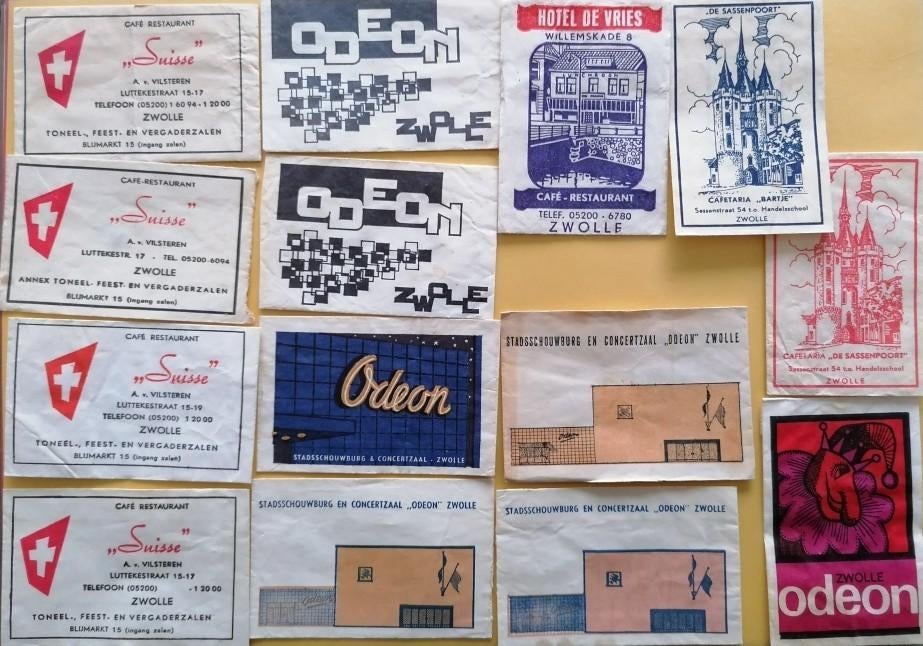 CAFÉ RESTAURANT
„Suisse”
A. v. VILSTEREN
LUTTEKESTRAAT 15-17
TELEFOON (05200) 1 60 94 - 1 20 00
ZWOLLE
TONEEL-, FEEST- EN VERGADERZALEN
BLIJMARKT 15 (ingang zalen)
CAFÉ-RESTAURANT
„Suisse”
A. v. VILSTEREN
LUTTEKESTR. 17 - TEL. 05200-6094
ZWOLLE
ANNEX TONEEL- FEEST- EN VERGADERZALEN
BLIJMARKT 15 (ingang zalen)
CAFÉ RESTAURANT
„Suisse”
A. v. VILSTEREN
LUTTEKESTRAAT 15-19
TELEFOON (05200) 1 20 00
ZWOLLE
TONEEL-, FEEST- EN VERGADERZALEN
BLIJMARKT 15 (ingang zalen)
CAFÉ RESTAURANT
„Suisse”
A. v. VILSTEREN
LUTTEKESTRAAT 15-17
TELEFOON (05200) - 1 20 00
ZWOLLE
TONEEL-, FEEST- EN VERGADERZALEN
BLIJMARKT 15 (ingang zalen)
ODEON
ZWOLLE
ODEON
ZWOLLE
Odeon
STADSSCHOUWBURG & CONCERTZAAL - ZWOLLE
STADSSCHOUWBURG EN CONCERTZAAL „ODEON” ZWOLLE
Odeon
HOTEL DE VRIES
WILLEMSKADE 8
LUNCHROOM
CAFÉ - RESTAURANT
TELEF. 05200 - 6780
ZWOLLE
STADSSCHOUWBURG EN CONCERTZAAL „ODEON” ZWOLLE
Odeon
STADSSCHOUWBURG EN CONCERTZAAL „ODEON” ZWOLLE
„DE SASSENPOORT”
CAFETARIA „BARTJE”
Sassenstraat 54 t.o. Handelsschool
ZWOLLE
CAFETARIA „DE SASSENPOORT”
Sassenstraat 54 t.o. Handelsschool
ZWOLLE
ZWOLLE
odeon